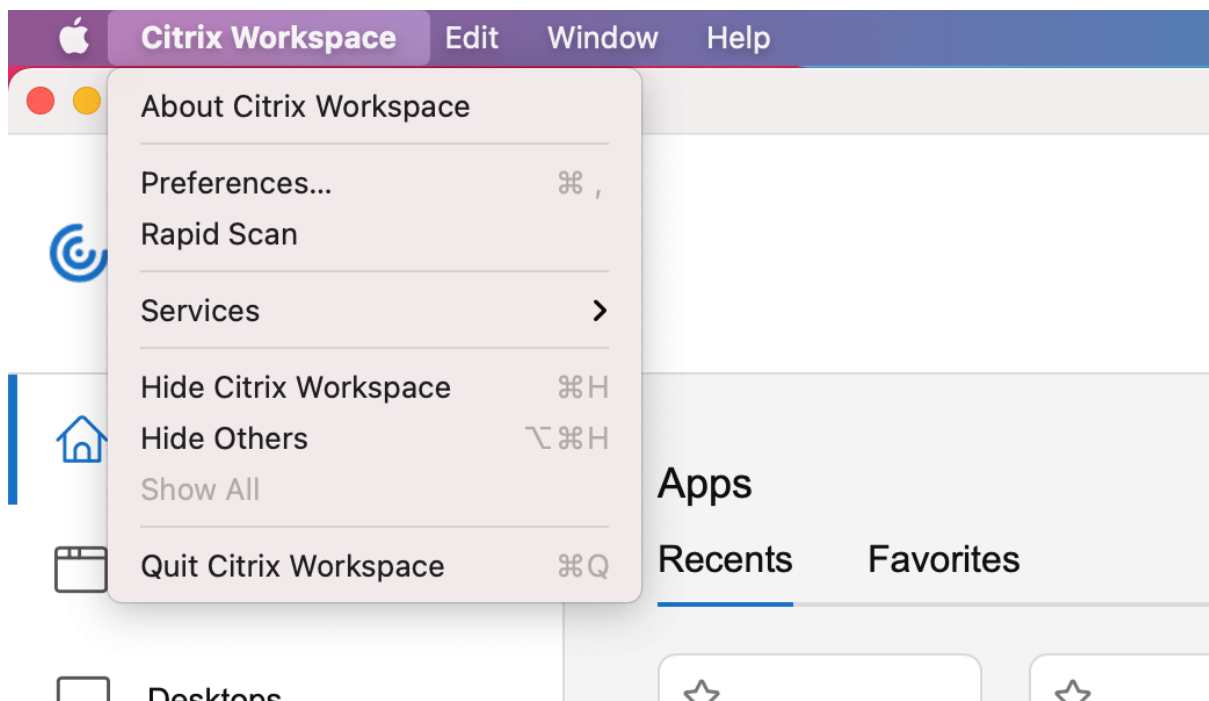 Citrix Workspace Edit Window Help
About Citrix Workspace
Preferences... ⌘ ,
Rapid Scan
Services
Hide Citrix Workspace ⌘H
Hide Others ⌥⌘H
Show All
Quit Citrix Workspace ⌘Q
Apps
Recents Favorites
Desktops